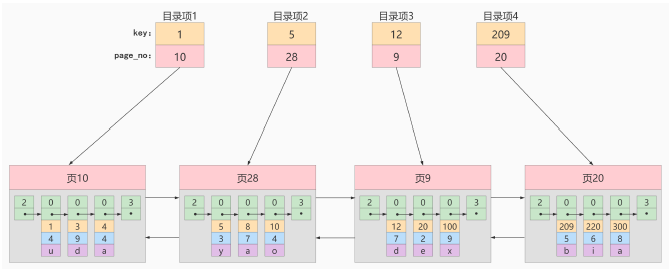 目录项1 目录项2 目录项3 目录项4
key: 1 5 12 209
page_no: 10 28 9 20
页10 页28 页9 页20
2 0 0 0 3 2 0 0 0 3 2 0 0 0 3 2 0 0 0 3
1 3 4 5 8 10 12 20 100 209 220 300
4 9 4 3 7 4 7 2 9 5 6 8
u d a y a o d e x b i a